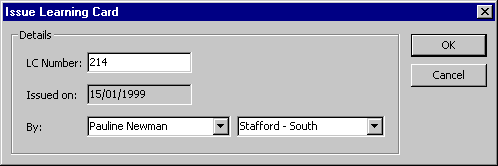 Issue Learning Card
Details
LC Number: 214
OK
Issued on: 15/01/1999
Cancel
By: Pauline Newman Stafford - South